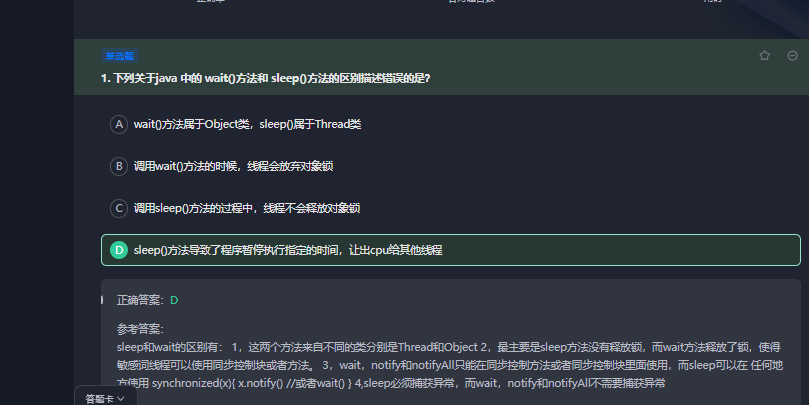 单选题
1. 下列关于java 中的 wait()方法和 sleep()方法的区别描述错误的是?
A wait()方法属于Object类，sleep()属于Thread类
B 调用wait()方法的时候，线程会放弃对象锁
C 调用sleep()方法的过程中，线程不会释放对象锁
D sleep()方法导致了程序暂停执行指定的时间，让出cpu给其他线程
正确答案：D
参考答案：
sleep和wait的区别有： 1，这两个方法来自不同的类分别是Thread和Object 2，最主要是sleep方法没有释放锁，而wait方法释放了锁，使得
敏感词线程可以使用同步控制块或者方法。 3，wait，notify和notifyAll只能在同步控制方法或者同步控制块里面使用，而sleep可以在 任何地
方使用 synchronized(x){ x.notify() //或者wait() } 4,sleep必须捕获异常，而wait，notify和notifyAll不需要捕获异常
答题卡